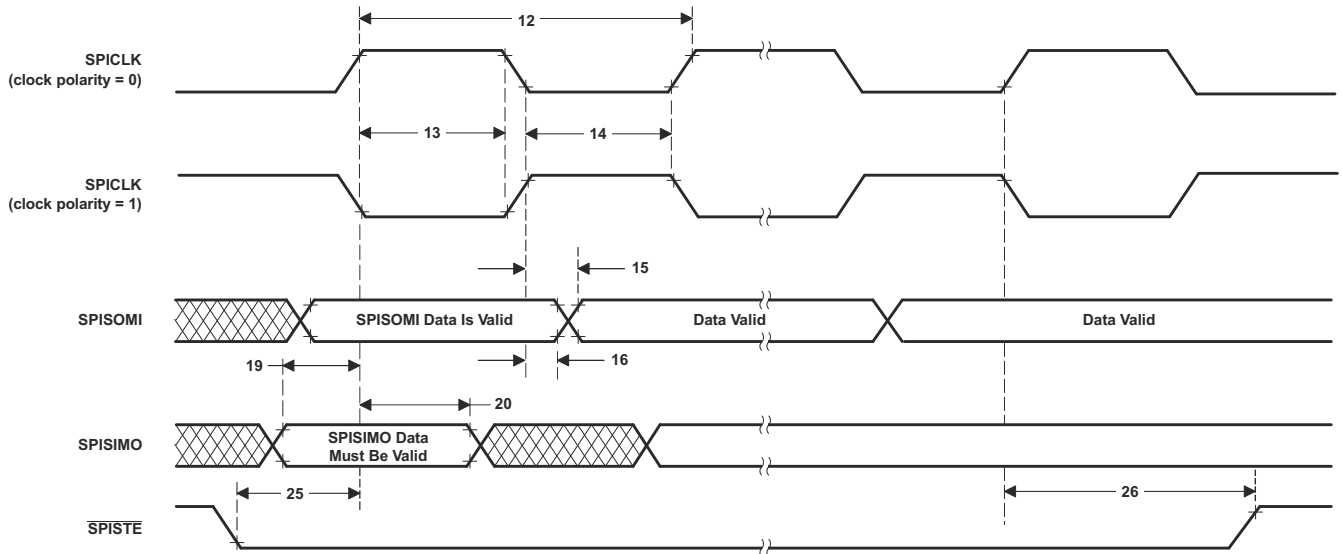 12
SPICLK
(clock polarity = 0)
13
14
SPICLK
(clock polarity = 1)
15
SPISOMI
SPISOMI Data Is Valid
Data Valid
Data Valid
19
16
20
SPISIMO
SPISIMO Data
Must Be Valid
25
26
SPISTE